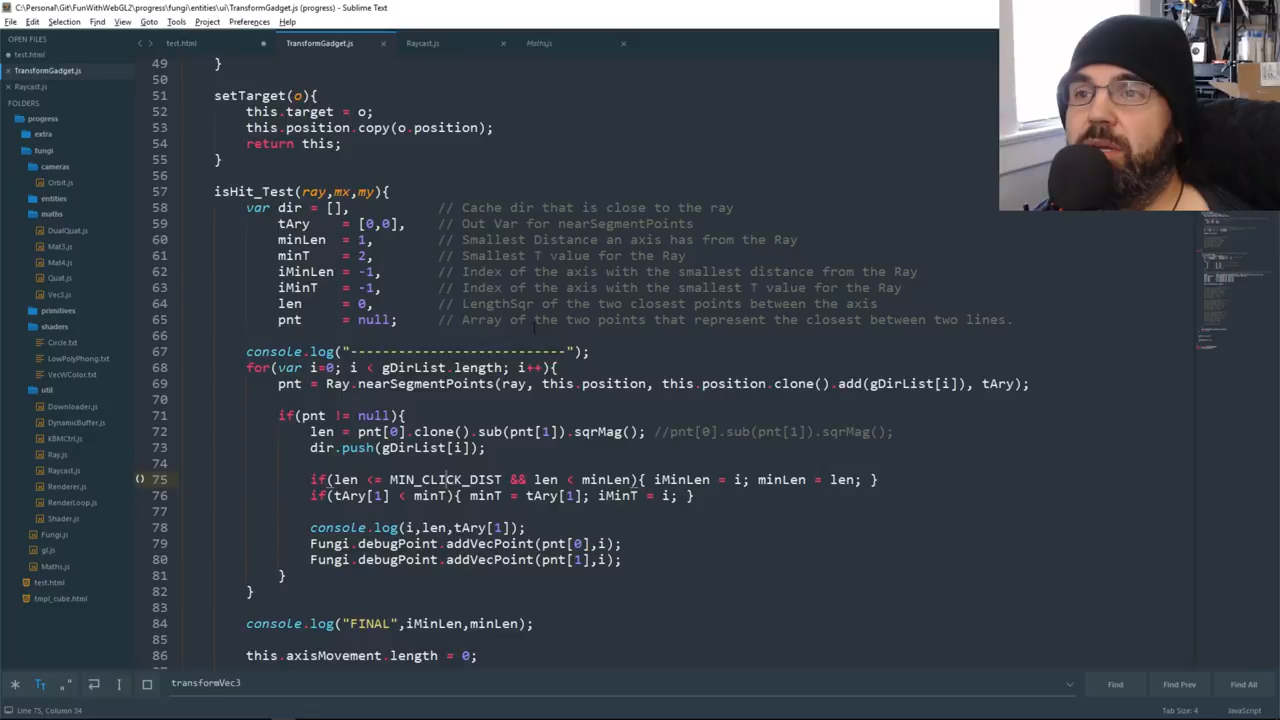 C:\Personal\Git\FunWithWebGL2\progress\fungi\entities\ui\TransformGadget.js (progress) - Sublime Text
File Edit Selection Find View Goto Tools Project Preferences Help
OPEN FILES
test.html
TransformGadget.js
Raycast.js
FOLDERS
progress
extra
fungi
cameras
Orbit.js
entities
maths
DualQuat.js
Mat3.js
Mat4.js
Quat.js
Vec3.js
primitives
shaders
Circle.txt
LowPolyPhong.txt
VecWColor.txt
util
Downloader.js
DynamicBuffer.js
KBMCtrl.js
Ray.js
Raycast.js
Renderer.js
RenderLoop.js
Shader.js
Fungi.js
gl.js
Maths.js
test.html
tmpl_cube.html
test.html TransformGadget.js Raycast.js Maths.js
49 }
50
51 setTarget(o){
52 this.target = o;
53 this.position.copy(o.position);
54 return this;
55 }
56
57 isHit_Test(ray,mx,my){
58 var dir = [], // Cache dir that is close to the ray
59 tAry = [0,0], // Out Var for nearSegmentPoints
60 minLen = 1, // Smallest Distance an axis has from the Ray
61 minT = 2, // Smallest T value for the Ray
62 iMinLen = -1, // Index of the axis with the smallest distance from the Ray
63 iMinT = -1, // Index of the axis with the smallest T value for the Ray
64 len = 0, // LengthSqr of the two closest points between the axis
65 pnt = null; // Array of the two points that represent the closest between two lines.
66
67 console.log("---------------------------");
68 for(var i=0; i < gDirList.length; i++){
69 pnt = Ray.nearSegmentPoints(ray, this.position, this.position.clone().add(gDirList[i]), tAry);
70
71 if(pnt != null){
72 len = pnt[0].clone().sub(pnt[1]).sqrMag(); //pnt[0].sub(pnt[1]).sqrMag();
73 dir.push(gDirList[i]);
74
75 if(len <= MIN_CLICK_DIST && len < minLen){ iMinLen = i; minLen = len; }
76 if(tAry[1] < minT){ minT = tAry[1]; iMinT = i; }
77
78 console.log(i,len,tAry[1]);
79 Fungi.debugPoint.addVecPoint(pnt[0],i);
80 Fungi.debugPoint.addVecPoint(pnt[1],i);
81 }
82 }
83
84 console.log("FINAL",iMinLen,minLen);
85
86 this.axisMovement.length = 0;
transformVec3
Find Find Prev Find All
Line 75, Column 34
Tab Size: 4 JavaScript